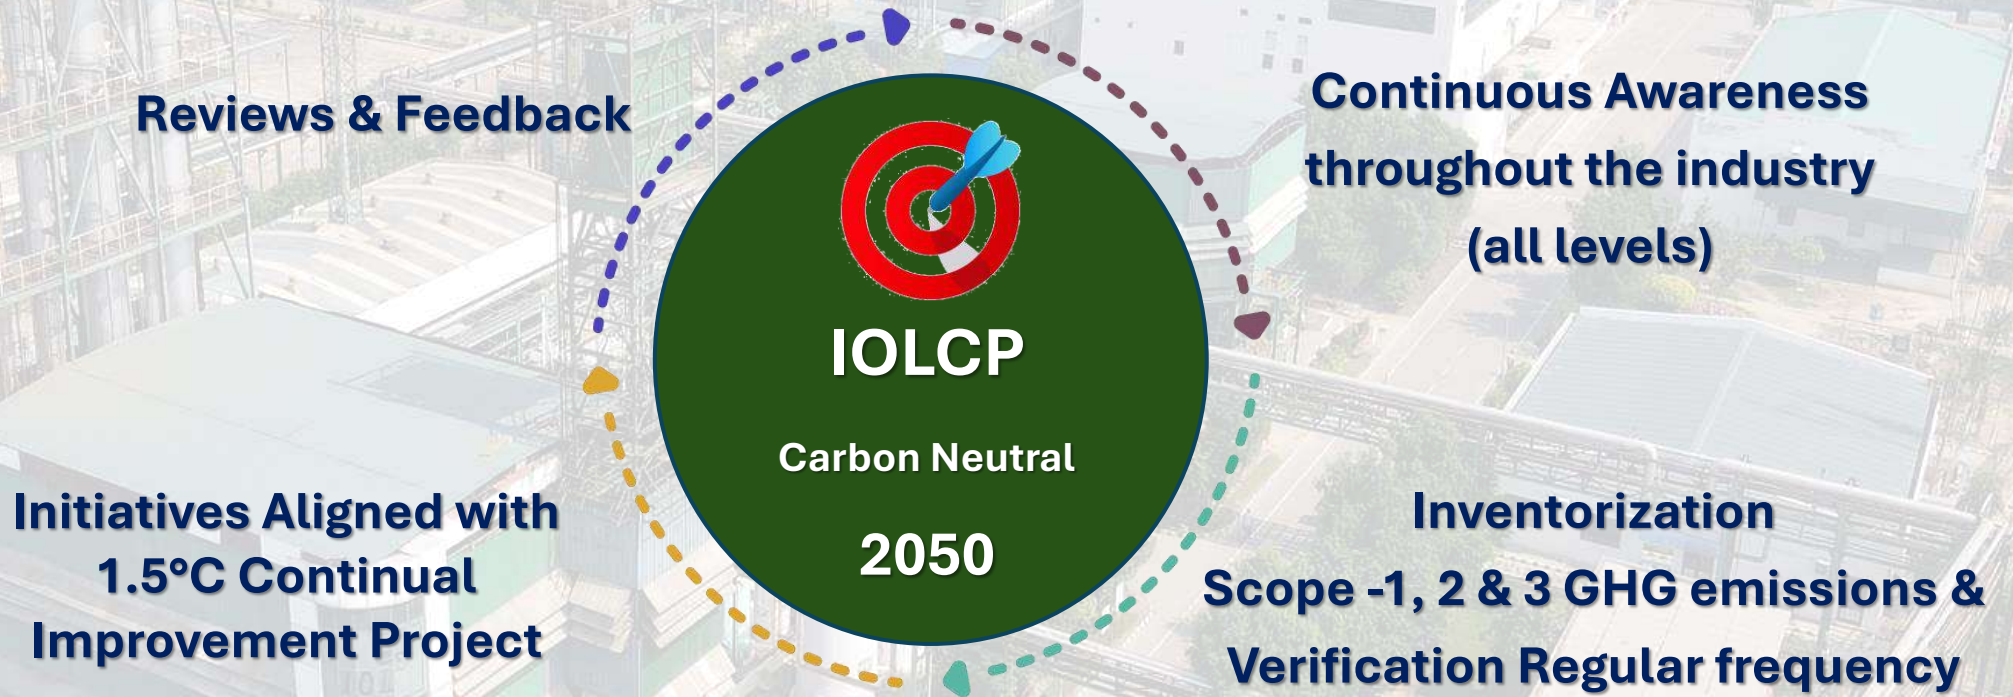 Reviews & Feedback
Continuous Awareness
throughout the industry
(all levels)
IOLCP
Carbon Neutral
2050
Initiatives Aligned with
1.5°C Continual
Improvement Project
Inventorization
Scope -1, 2 & 3 GHG emissions &
Verification Regular frequency
IOL